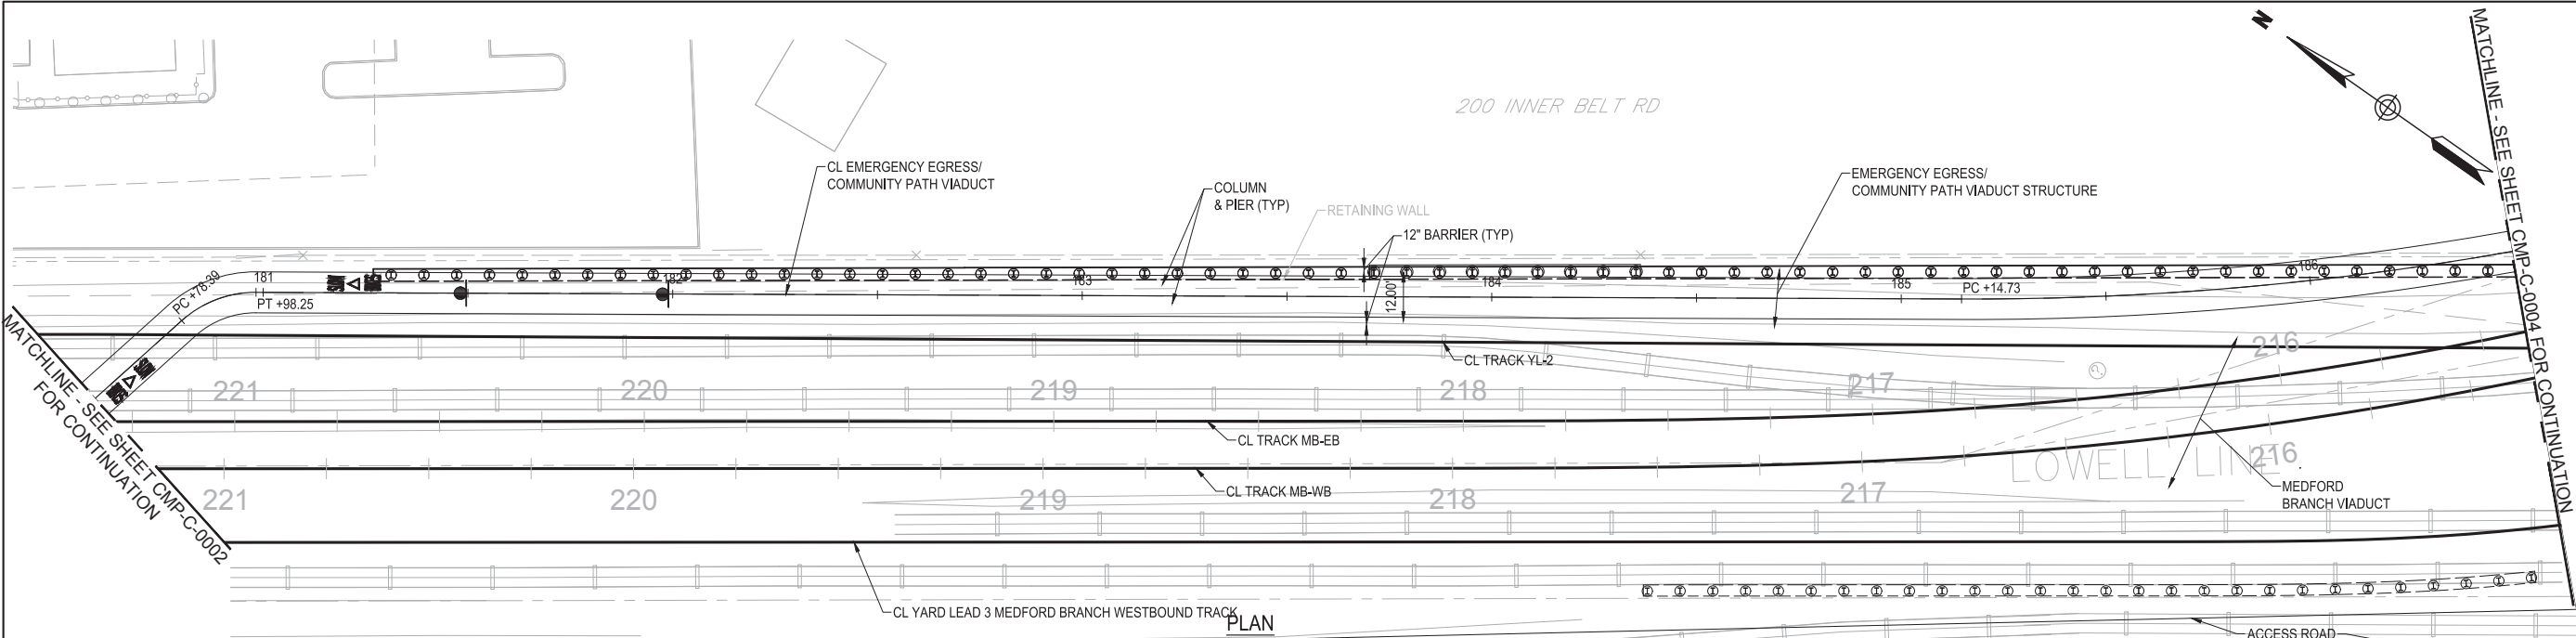 N
MATCHLINE - SEE SHEET CMP-C-0004 FOR CONTINUATION
200 INNER BELT RD
CL EMERGENCY EGRESS/
COMMUNITY PATH VIADUCT
COLUMN
& PIER (TYP)
RETAINING WALL
12" BARRIER (TYP)
EMERGENCY EGRESS/
COMMUNITY PATH VIADUCT STRUCTURE
PC +78.39
181
PT +98.25
182
183
184
12.00'
185
PC +14.73
186
CL TRACK YL-2
216
221
220
219
218
217
MATCHLINE - SEE SHEET CMP-C-0002
FOR CONTINUATION
CL TRACK MB-EB
LOWELL LINE
216
CL TRACK MB-WB
221
220
219
218
217
MEDFORD
BRANCH VIADUCT
CL YARD LEAD 3 MEDFORD BRANCH WESTBOUND TRACK
PLAN
ACCESS ROAD